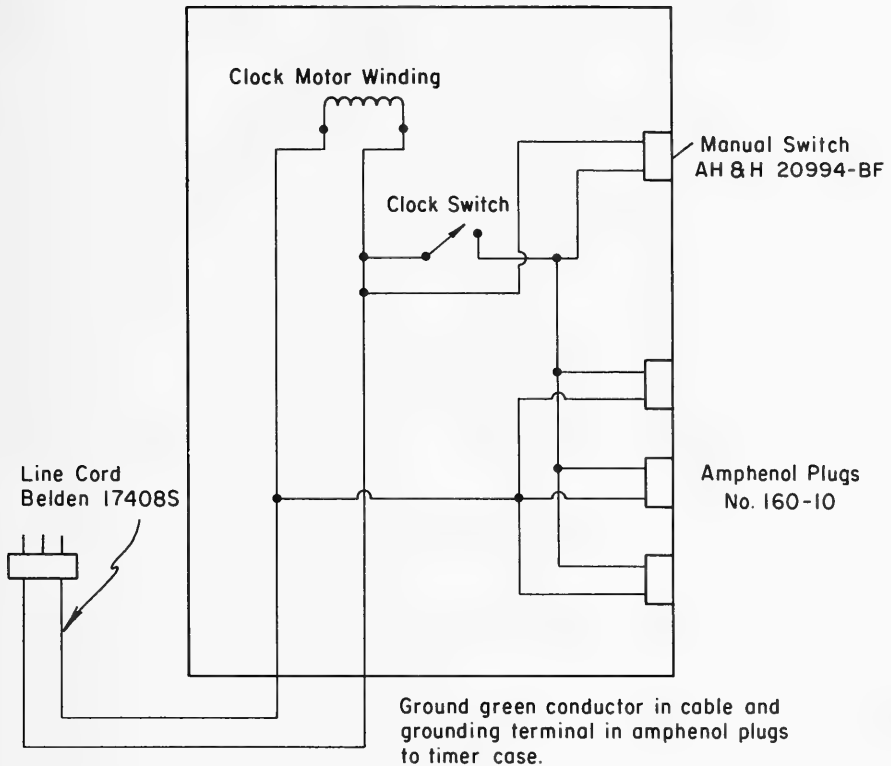 Clock Motor Winding
Manual Switch
AH & H 20994-BF
Clock Switch
Line Cord
Belden 17408S
Amphenol Plugs
No. 160-10
Ground green conductor in cable and
grounding terminal in amphenol plugs
to timer case.